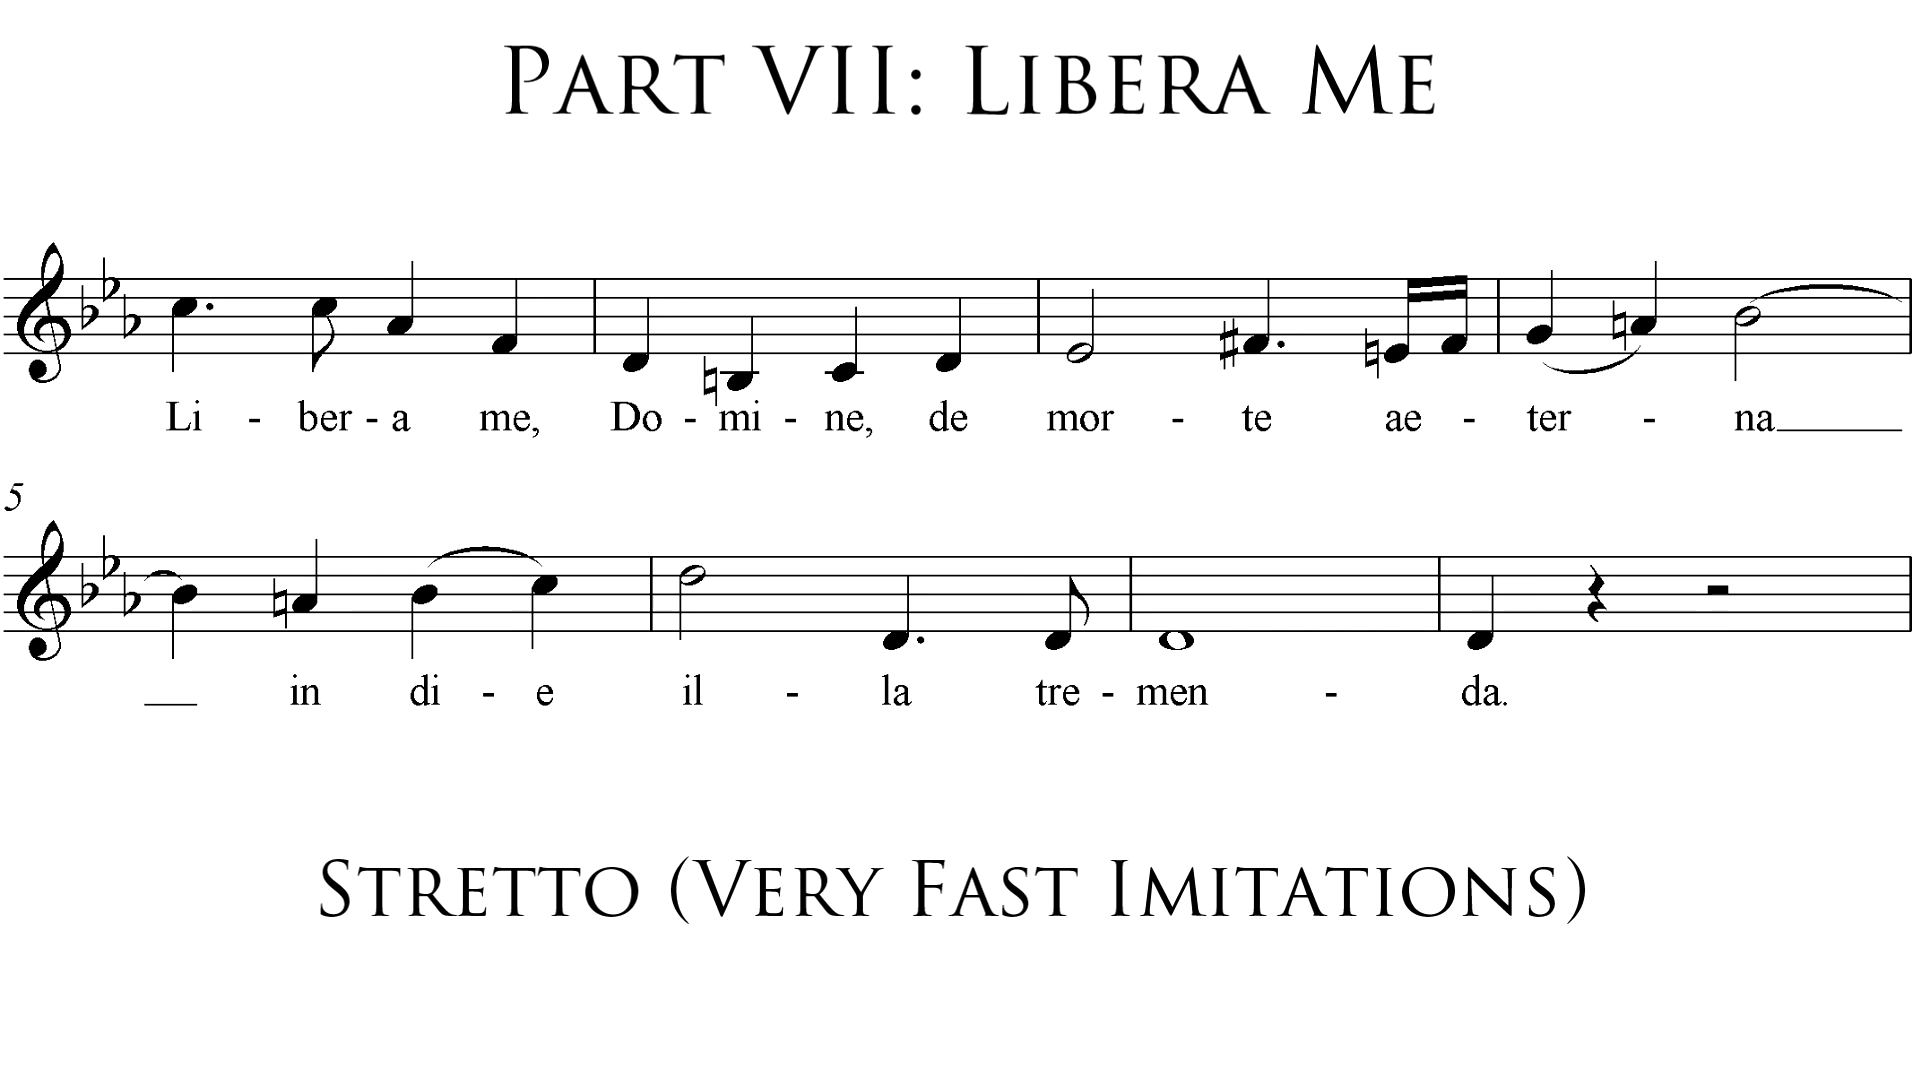 PART VII: LIBERA ME
Li - ber - a me, Do - mi - ne, de mor - te ae - ter - na
5
in di - e il - la tre - men - da.
STRETTO (VERY FAST IMITATIONS)